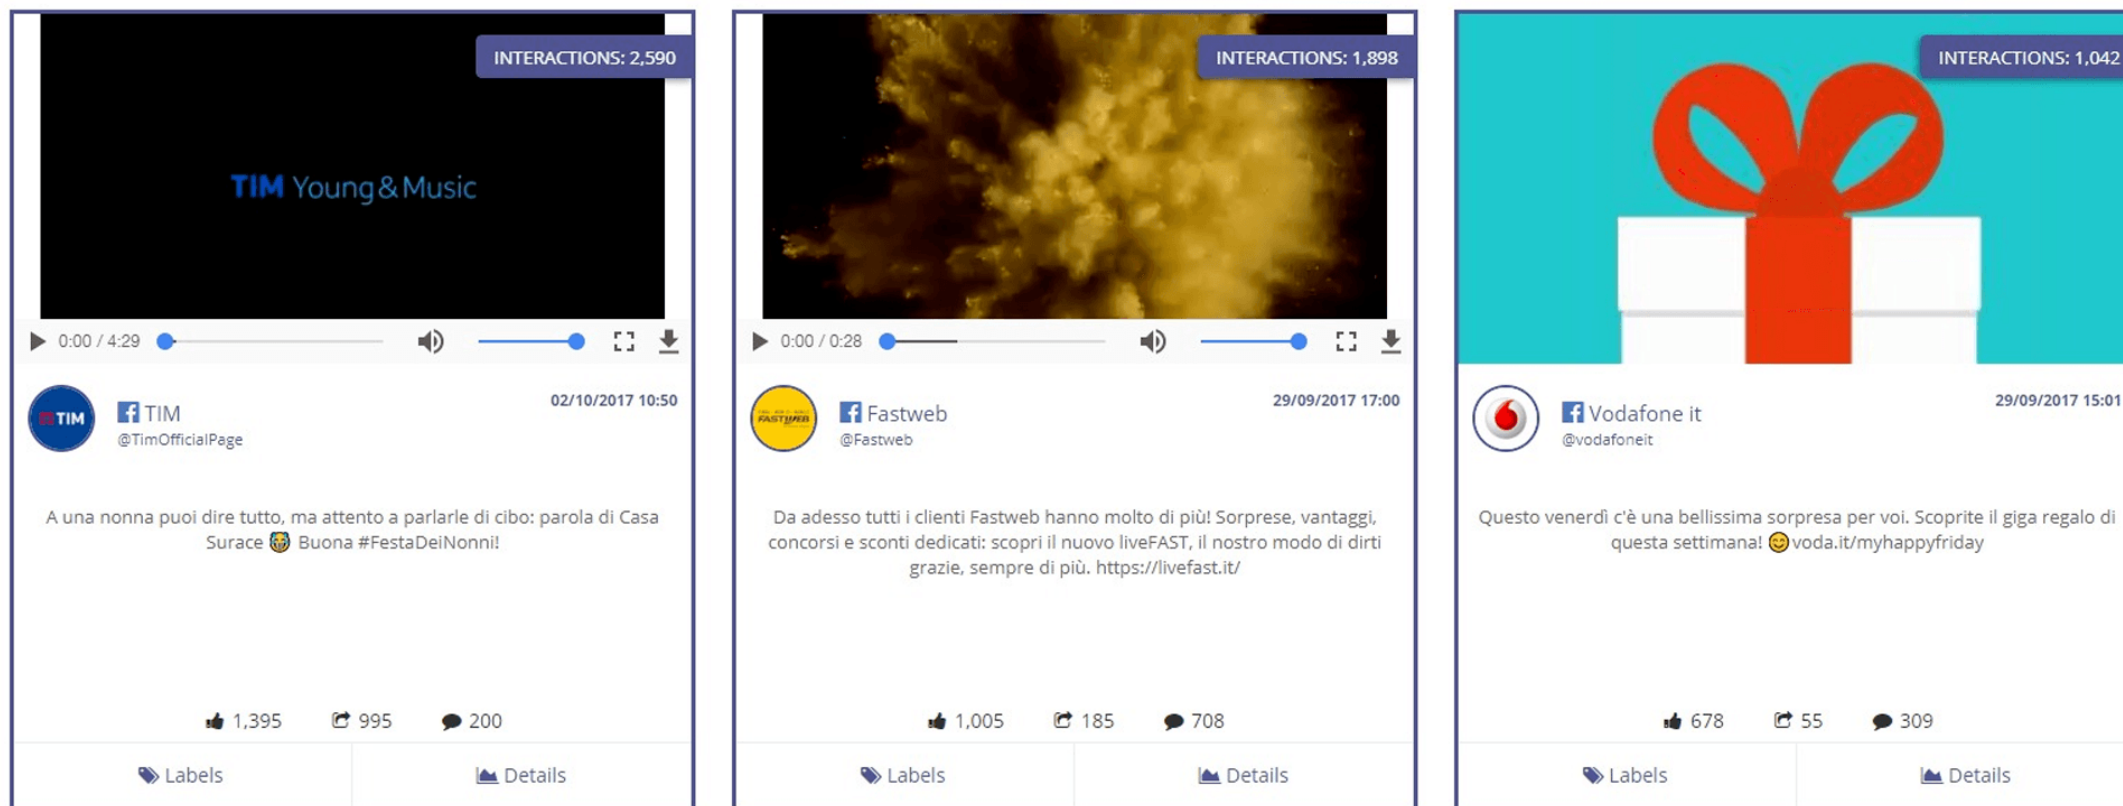 INTERACTIONS: 2,590
TIM Young & Music
0:00 / 4:29
TIM
TIM
@TimOfficialPage
02/10/2017 10:50
A una nonna puoi dire tutto, ma attento a parlarle di cibo: parola di Casa
Surace 😹 Buona #FestaDeiNonni!
1,395 995 200
Labels Details
INTERACTIONS: 1,898
0:00 / 0:28
FASTWEB
Fastweb
@Fastweb
29/09/2017 17:00
Da adesso tutti i clienti Fastweb hanno molto di più! Sorprese, vantaggi,
concorsi e sconti dedicati: scopri il nuovo liveFAST, il nostro modo di dirti
grazie, sempre di più. https://livefast.it/
1,005 185 708
Labels Details
INTERACTIONS: 1,042
Vodafone it
@vodafoneit
29/09/2017 15:01
Questo venerdì c'è una bellissima sorpresa per voi. Scoprite il giga regalo di
questa settimana! 😊 voda.it/myhappyfriday
678 55 309
Labels Details